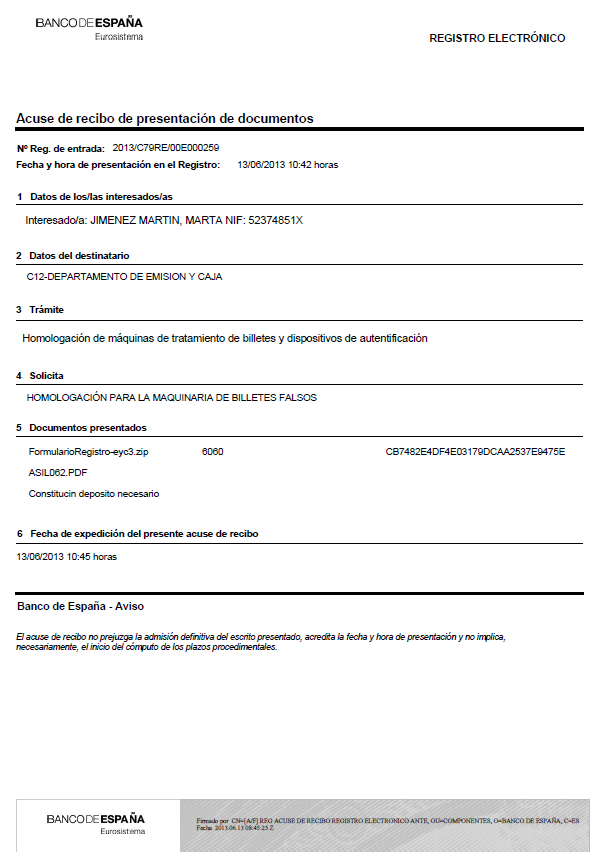 BANCO DE ESPAÑA
Eurosistema
REGISTRO ELECTRÓNICO
Acuse de recibo de presentación de documentos
Nº Reg. de entrada: 2013/C79RE/00E000259
Fecha y hora de presentación en el Registro: 13/06/2013 10:42 horas
1 Datos de los/las interesados/as
Interesado/a: JIMENEZ MARTIN, MARTA NIF: 52374851X
2 Datos del destinatario
C12-DEPARTAMENTO DE EMISION Y CAJA
3 Trámite
Homologación de máquinas de tratamiento de billetes y dispositivos de autentificación
4 Solicita
HOMOLOGACIÓN PARA LA MAQUINARIA DE BILLETES FALSOS
5 Documentos presentados
FormularioRegistro-eyc3.zip 6060 CB7482E4DF4E03179DCAA2537E9475E
ASIL062.PDF
Constitucin deposito necesario
6 Fecha de expedición del presente acuse de recibo
13/06/2013 10:45 horas
Banco de España - Aviso
El acuse de recibo no prejuzga la admisión definitiva del escrito presentado, acredita la fecha y hora de presentación y no implica,
necesariamente, el inicio del cómputo de los plazos procedimentales.
BANCO DE ESPAÑA
Eurosistema
Firmado por CN=[A/F] REG ACUSE DE RECIBO REGISTRO ELECTRONICO ANTE, OU=COMPONENTES, O=BANCO DE ESPAÑA, C=ES
Fecha 2013.06.13 08:45:25 Z